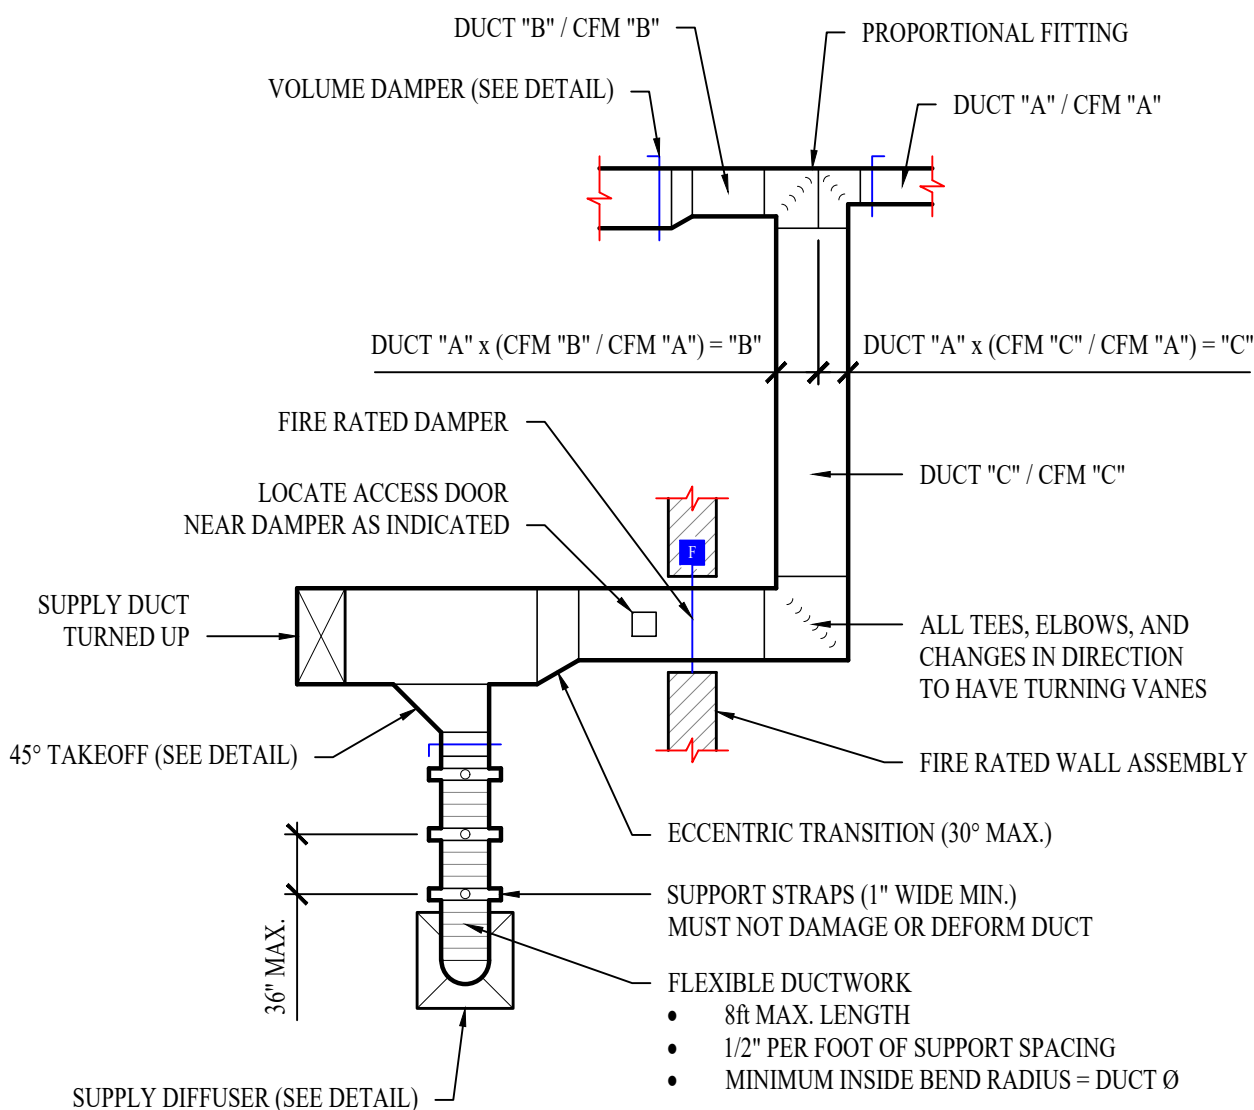 DUCT "B" / CFM "B"
PROPORTIONAL FITTING
VOLUME DAMPER (SEE DETAIL)
DUCT "A" / CFM "A"
DUCT "A" x (CFM "B" / CFM "A") = "B"
DUCT "A" x (CFM "C" / CFM "A") = "C"
FIRE RATED DAMPER
DUCT "C" / CFM "C"
LOCATE ACCESS DOOR
NEAR DAMPER AS INDICATED
F
SUPPLY DUCT
TURNED UP
ALL TEES, ELBOWS, AND
CHANGES IN DIRECTION
TO HAVE TURNING VANES
45° TAKEOFF (SEE DETAIL)
FIRE RATED WALL ASSEMBLY
ECCENTRIC TRANSITION (30° MAX.)
SUPPORT STRAPS (1" WIDE MIN.)
MUST NOT DAMAGE OR DEFORM DUCT
36" MAX.
FLEXIBLE DUCTWORK
• 8ft MAX. LENGTH
• 1/2" PER FOOT OF SUPPORT SPACING
• MINIMUM INSIDE BEND RADIUS = DUCT Ø
SUPPLY DIFFUSER (SEE DETAIL)